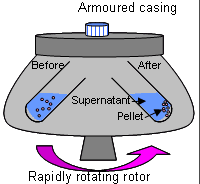 Armoured casing
Before
After
Supernatant
Pellet
Rapidly rotating rotor